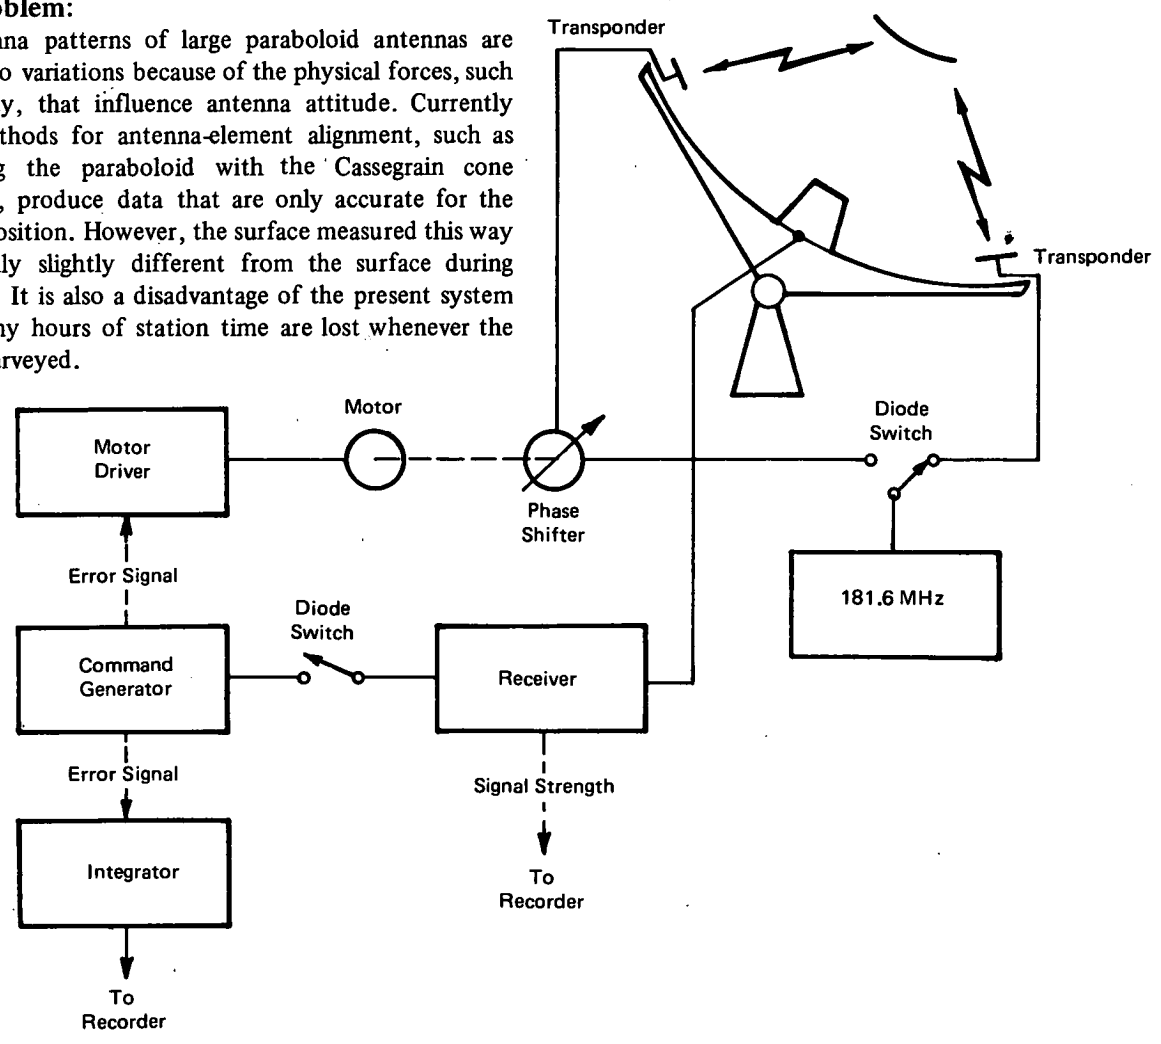 oblem:
nna patterns of large paraboloid antennas are
o variations because of the physical forces, such
y, that influence antenna attitude. Currently
thods for antenna-element alignment, such as
g the paraboloid with the Cassegrain cone
, produce data that are only accurate for the
osition. However, the surface measured this way
ly slightly different from the surface during
. It is also a disadvantage of the present system
ny hours of station time are lost whenever the
rveyed.
Transponder
Transponder
Motor
Driver
Motor
Phase
Shifter
Diode
Switch
181.6 MHz
Error Signal
Command
Generator
Diode
Switch
Receiver
Error Signal
Signal Strength
Integrator
To
Recorder
To
Recorder